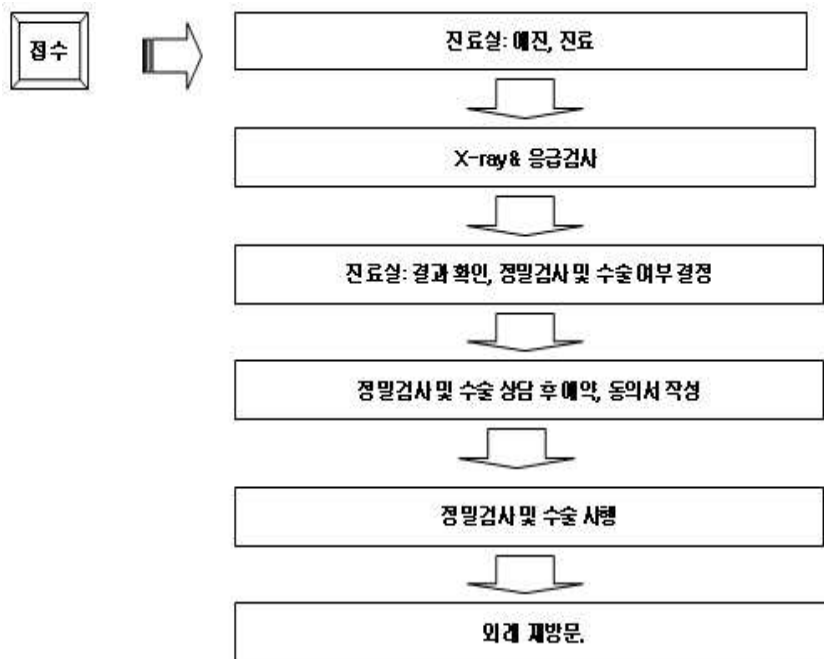 접수
진료실: 예진, 진료
X-ray & 응급검사
진료실: 결과 확인, 정밀검사 및 수술 여부 결정
정밀검사 및 수술 상담 후 예약, 동의서 작성
정밀검사 및 수술 시행
외래 재방문.